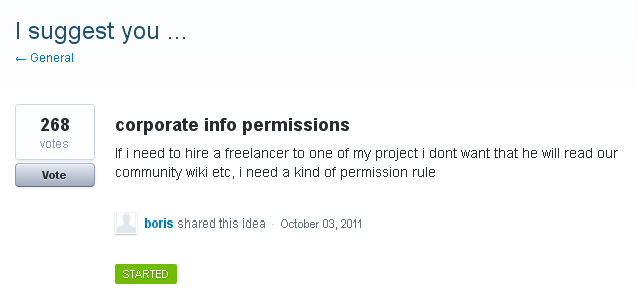 I suggest you ...
← General
268
votes
Vote
corporate info permissions
If i need to hire a freelancer to one of my project i dont want that he will read our
community wiki etc, i need a kind of permission rule
boris shared this idea · October 03, 2011
STARTED